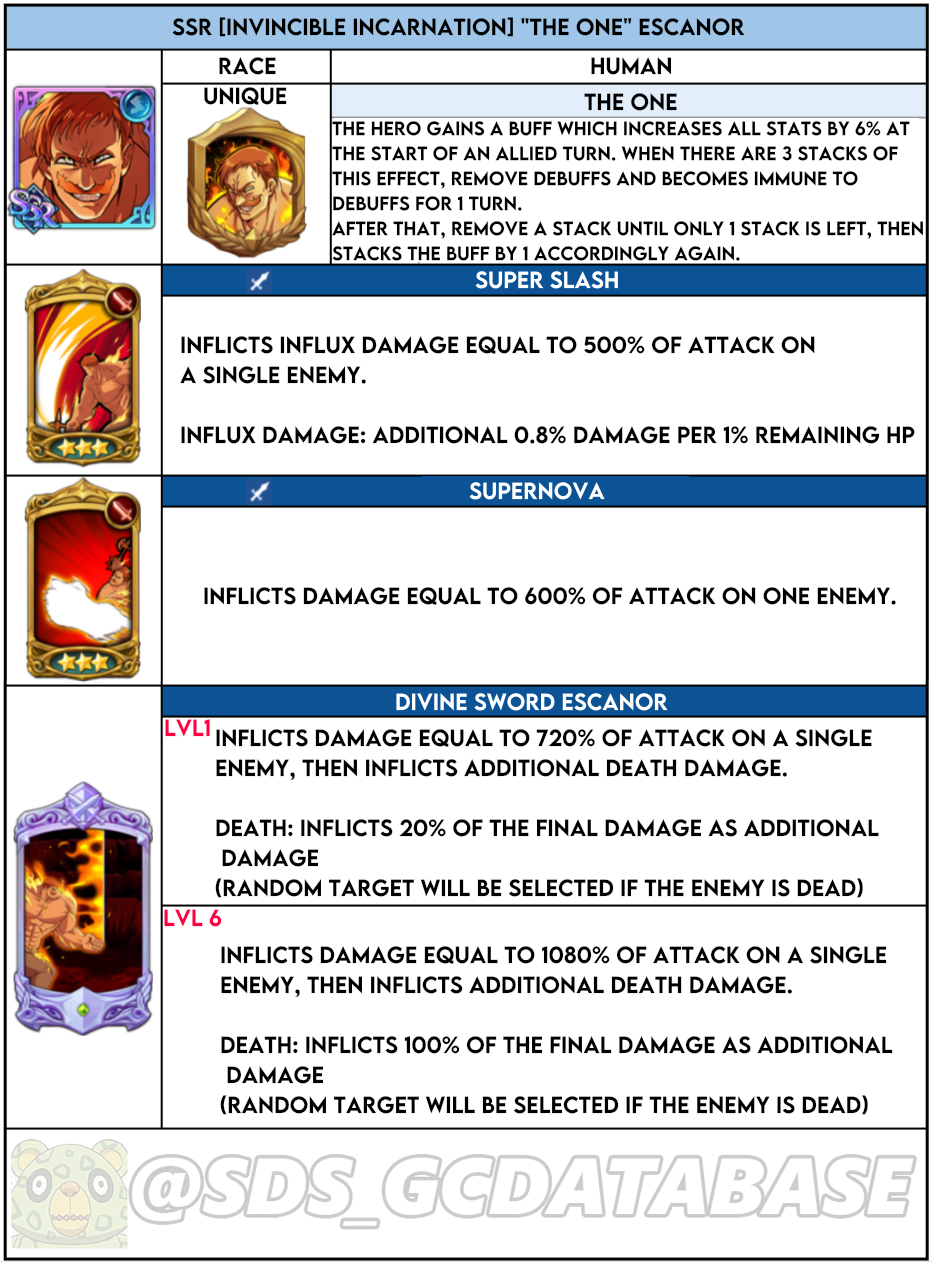 SSR [INVINCIBLE INCARNATION] "THE ONE" ESCANOR
RACE
HUMAN
UNIQUE
THE ONE
THE HERO GAINS A BUFF WHICH INCREASES ALL STATS BY 6% AT
THE START OF AN ALLIED TURN. WHEN THERE ARE 3 STACKS OF
THIS EFFECT, REMOVE DEBUFFS AND BECOMES IMMUNE TO
DEBUFFS FOR 1 TURN.
AFTER THAT, REMOVE A STACK UNTIL ONLY 1 STACK IS LEFT, THEN
STACKS THE BUFF BY 1 ACCORDINGLY AGAIN.
SSR
SUPER SLASH
INFLICTS INFLUX DAMAGE EQUAL TO 500% OF ATTACK ON
A SINGLE ENEMY.
INFLUX DAMAGE: ADDITIONAL 0.8% DAMAGE PER 1% REMAINING HP
SUPERNOVA
INFLICTS DAMAGE EQUAL TO 600% OF ATTACK ON ONE ENEMY.
DIVINE SWORD ESCANOR
LVL1
INFLICTS DAMAGE EQUAL TO 720% OF ATTACK ON A SINGLE
ENEMY, THEN INFLICTS ADDITIONAL DEATH DAMAGE.
DEATH: INFLICTS 20% OF THE FINAL DAMAGE AS ADDITIONAL
DAMAGE
(RANDOM TARGET WILL BE SELECTED IF THE ENEMY IS DEAD)
LVL 6
INFLICTS DAMAGE EQUAL TO 1080% OF ATTACK ON A SINGLE
ENEMY, THEN INFLICTS ADDITIONAL DEATH DAMAGE.
DEATH: INFLICTS 100% OF THE FINAL DAMAGE AS ADDITIONAL
DAMAGE
(RANDOM TARGET WILL BE SELECTED IF THE ENEMY IS DEAD)
@SDS_GCDATABASE